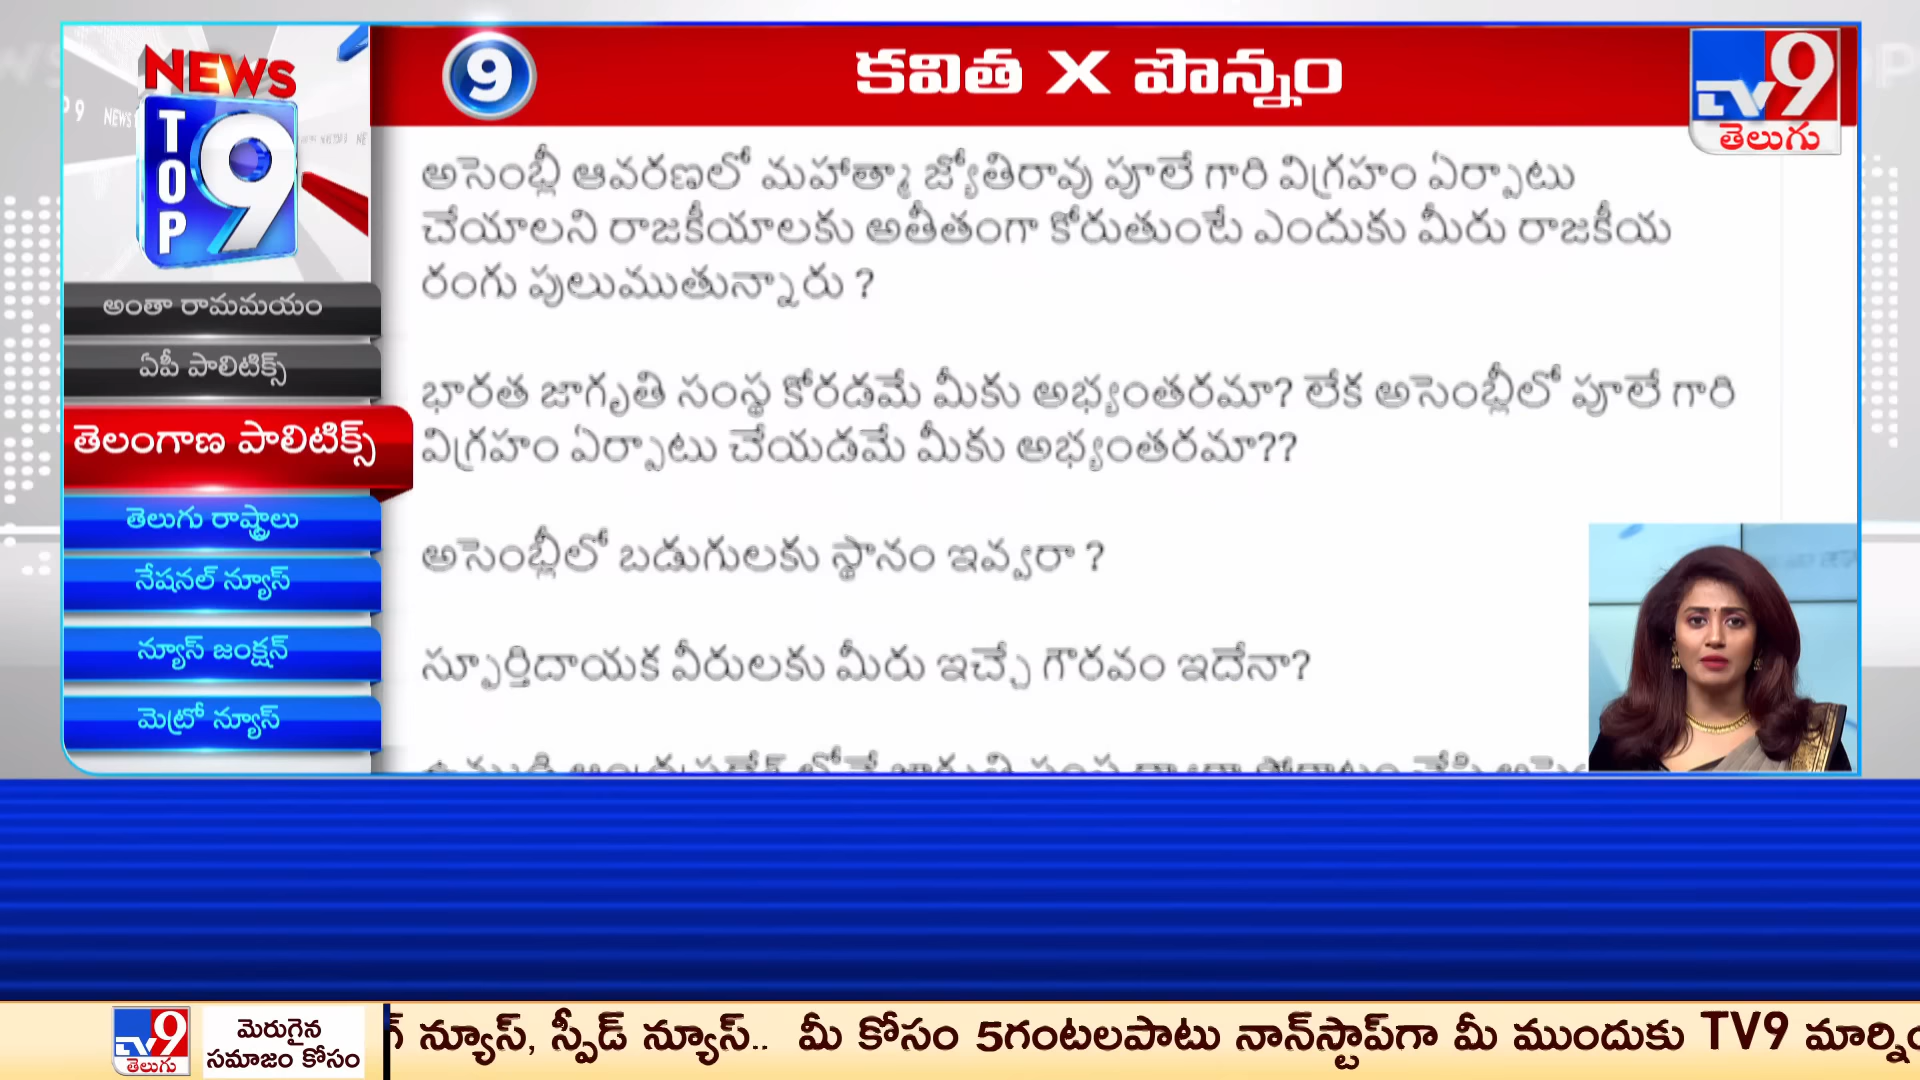 NEWS
TOP 9
9
కవిత X పొన్నం
TV9
తెలుగు
అసెంబ్లీ ఆవరణలో మహాత్మా జ్యోతిరావు పూలే గారి విగ్రహం ఏర్పాటు
చేయాలని రాజకీయాలకు అతీతంగా కోరుతుంటే ఎందుకు మీరు రాజకీయ
రంగు పులుముతున్నారు ?
భారత జాగృతి సంస్థ కోరడమే మీకు అభ్యంతరమా? లేక అసెంబ్లీలో పూలే గారి
విగ్రహం ఏర్పాటు చేయడమే మీకు అభ్యంతరమా??
అసెంబ్లీలో బడుగులకు స్థానం ఇవ్వరా ?
స్ఫూర్తిదాయక వీరులకు మీరు ఇచ్చే గౌరవం ఇదేనా?
అంతా రామమయం
ఏపీ పాలిటిక్స్
తెలంగాణ పాలిటిక్స్
తెలుగు రాష్ట్రాలు
నేషనల్ న్యూస్
న్యూస్ జంక్షన్
మెట్రో న్యూస్
TV9
తెలుగు
మెరుగైన
సమాజం కోసం
న్యూస్, స్పీడ్ న్యూస్.. మీ కోసం 5గంటలపాటు నాన్‌స్టాప్‌గా మీ ముందుకు TV9